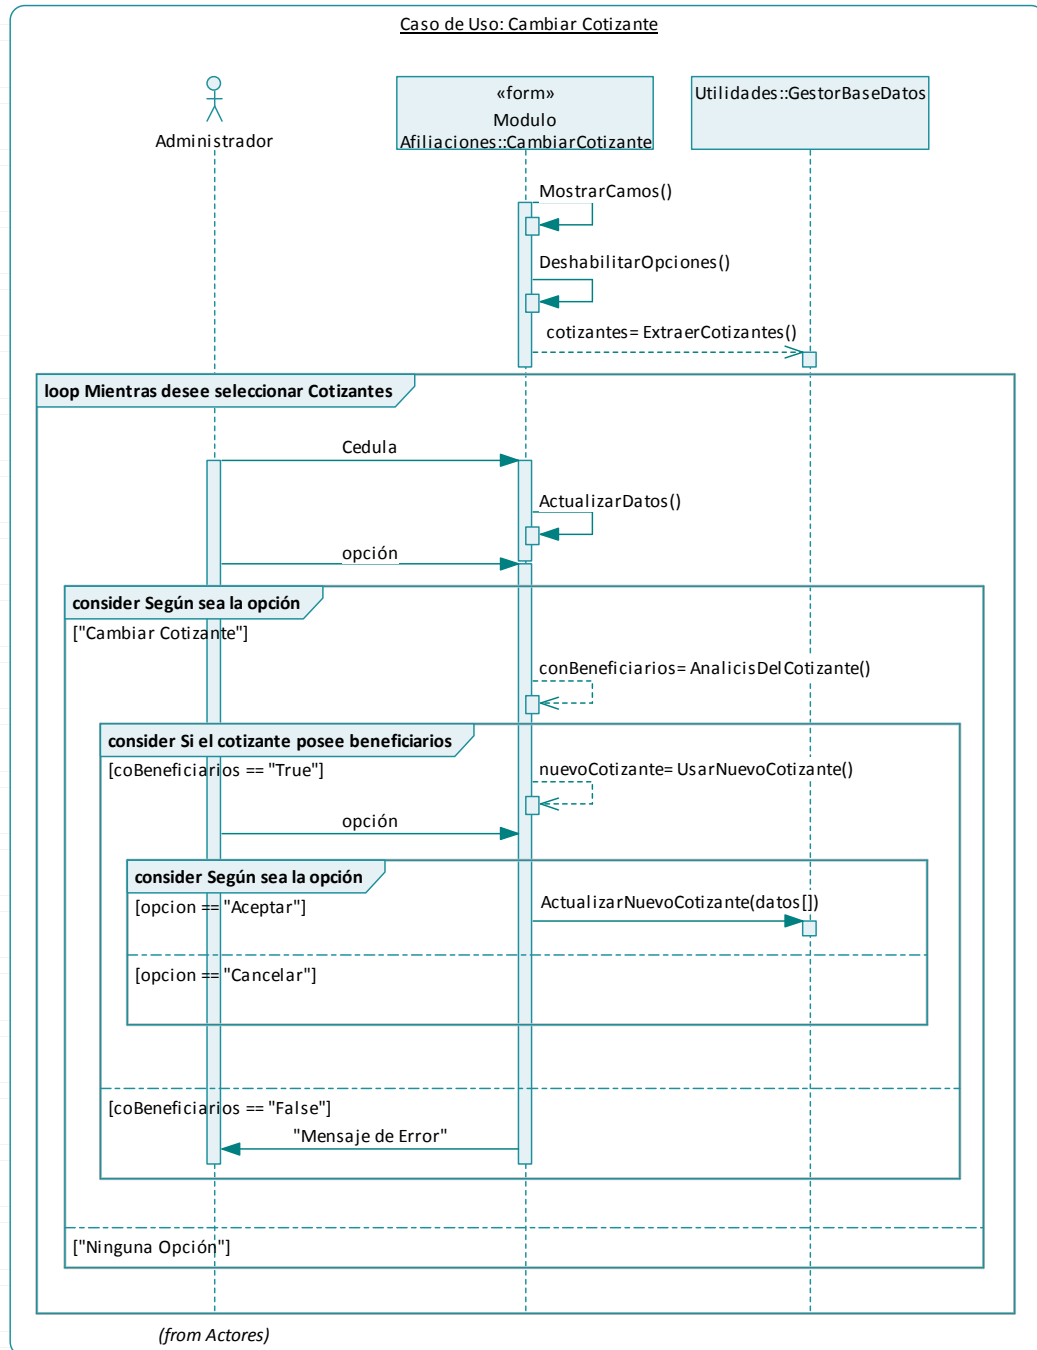 Caso de Uso: Cambiar Cotizante
«form»
Modulo
Afiliaciones::CambiarCotizante
Utilidades::GestorBaseDatos
Administrador
MostrarCamos()
DeshabilitarOpciones()
cotizantes= ExtraerCotizantes()
loop Mientras desee seleccionar Cotizantes
Cedula
ActualizarDatos()
opción
consider Según sea la opción
["Cambiar Cotizante"]
conBeneficiarios= AnalicisDelCotizante()
consider Si el cotizante posee beneficiarios
[coBeneficiarios == "True"]
nuevoCotizante= UsarNuevoCotizante()
opción
consider Según sea la opción
[opcion == "Aceptar"]
ActualizarNuevoCotizante(datos[])
[opcion == "Cancelar"]
[coBeneficiarios == "False"]
"Mensaje de Error"
["Ninguna Opción"]
(from Actores)